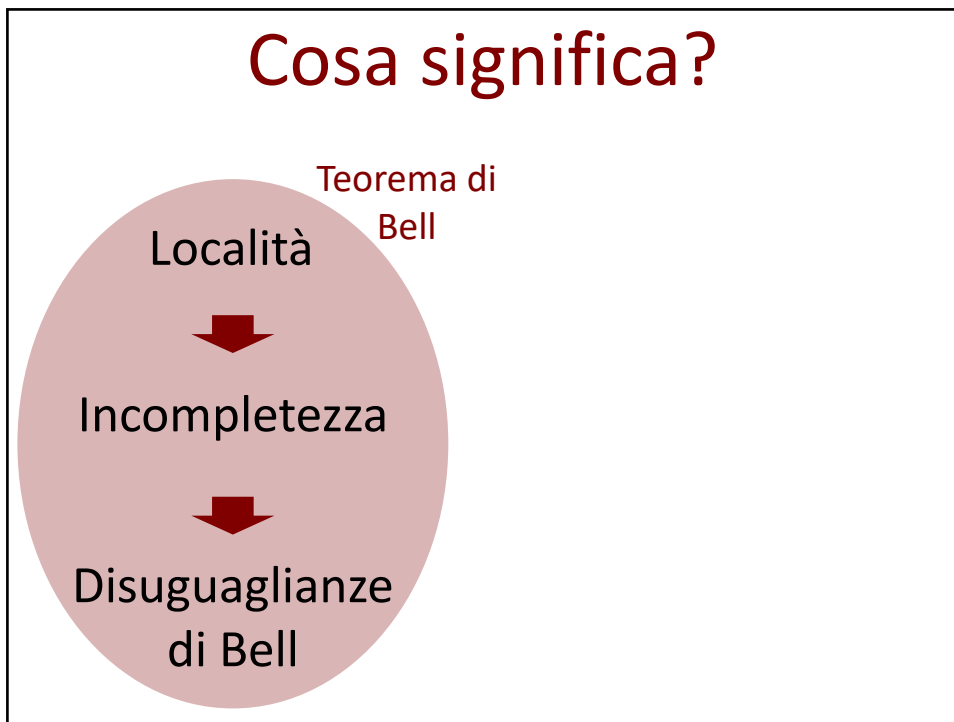 Cosa significa?
Teorema di
Bell
Località
Incompletezza
Disuguaglianze
di Bell